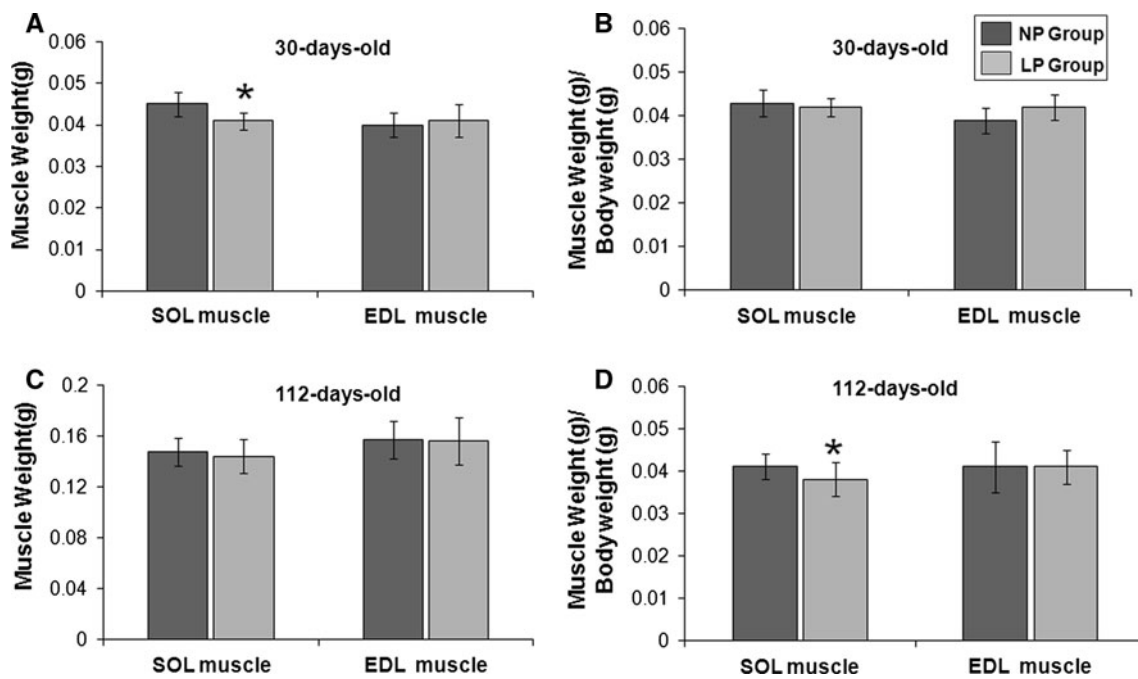 A
30-days-old
Muscle Weight(g)
0.06
0.05
0.04
0.03
0.02
0.01
0
*
SOL muscle
EDL muscle
B
30-days-old
NP Group
LP Group
Muscle Weight (g)/
Body weight (g)
0.06
0.05
0.04
0.03
0.02
0.01
0
SOL muscle
EDL muscle
C
112-days-old
Muscle Weight(g)
0.2
0.16
0.12
0.08
0.04
0
SOL muscle
EDL muscle
D
112-days-old
Muscle Weight (g)/
Body weight (g)
0.06
0.05
0.04
0.03
0.02
0.01
0
*
SOL muscle
EDL muscle